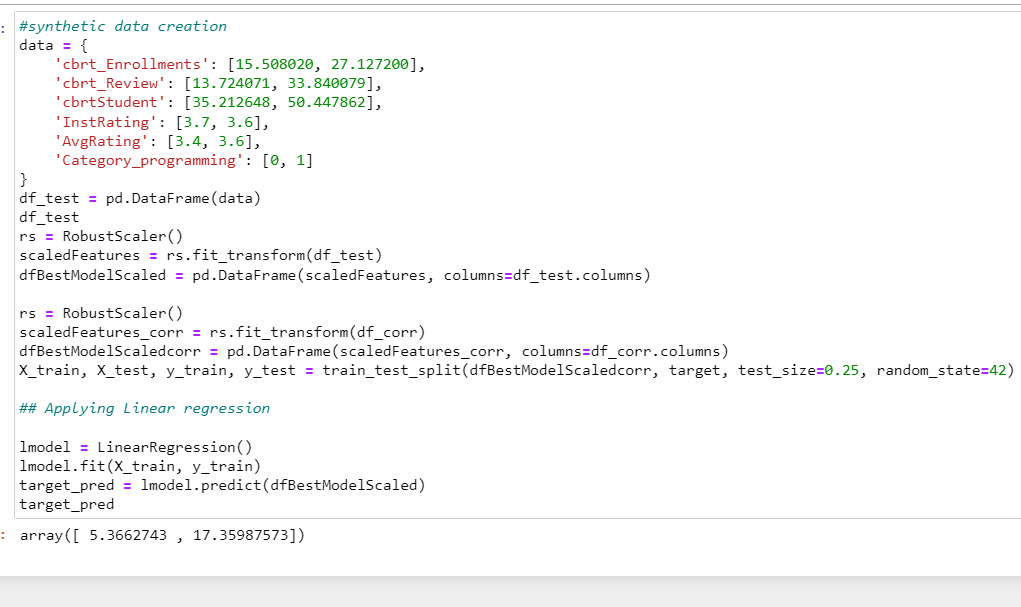 :
#synthetic data creation
data = {
    'cbrt_Enrollments': [15.508020, 27.127200],
    'cbrt_Review': [13.724071, 33.840079],
    'cbrtStudent': [35.212648, 50.447862],
    'InstRating': [3.7, 3.6],
    'AvgRating': [3.4, 3.6],
    'Category_programming': [0, 1]
}
df_test = pd.DataFrame(data)
df_test
rs = RobustScaler()
scaledFeatures = rs.fit_transform(df_test)
dfBestModelScaled = pd.DataFrame(scaledFeatures, columns=df_test.columns)

rs = RobustScaler()
scaledFeatures_corr = rs.fit_transform(df_corr)
dfBestModelScaledcorr = pd.DataFrame(scaledFeatures_corr, columns=df_corr.columns)
X_train, X_test, y_train, y_test = train_test_split(dfBestModelScaledcorr, target, test_size=0.25, random_state=42)

## Applying Linear regression

lmodel = LinearRegression()
lmodel.fit(X_train, y_train)
target_pred = lmodel.predict(dfBestModelScaled)
target_pred
: array([ 5.3662743 , 17.35987573])